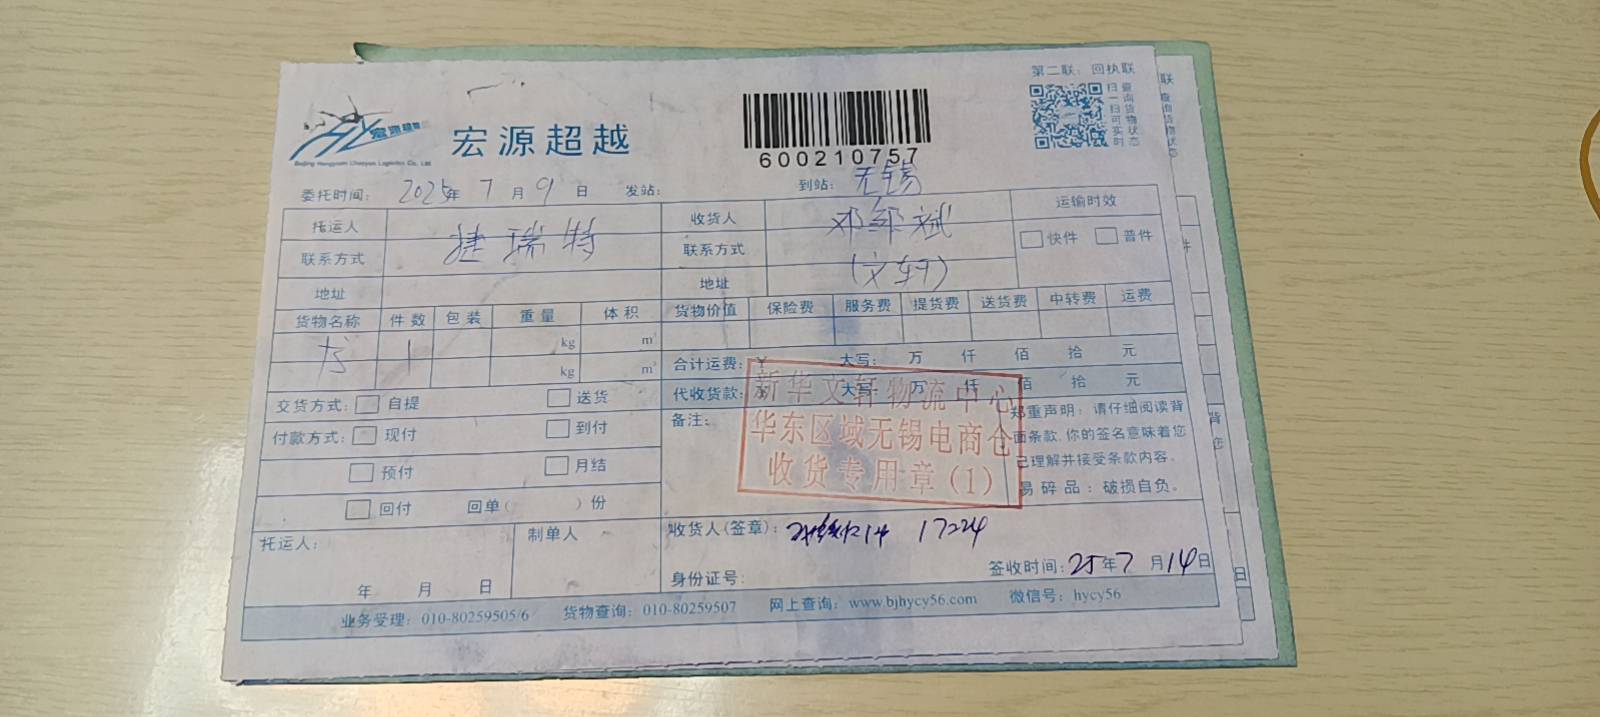 第二联：回执联
扫一扫可实时
查询货物状态
宏源超越
Beijing Hongyuan Chaoyue Logistics Co., Ltd.
宏源超越
600210757
委托时间： 2025年 7 月 9 日 发站： 到站： 无锡
托运人 捷瑞特 收货人 运输时效
联系方式 联系方式 快件 普件
地址 地址 (文轩)
货物名称 件数 包装 重量 体积 货物价值 保险费 服务费 提货费 送货费 中转费 运费
书 1 kg m³
kg m³ 合计运费：¥ 大写： 万 仟 佰 拾 元
代收货款：¥ 大写： 万 仟 佰 拾 元
交货方式： 自提 送货
付款方式： 现付 到付
预付 月结
回付 回单( )份
备注：
新华文轩物流中心
华东区域无锡电商仓
收货专用章(1)
郑重声明：请仔细阅读背
面条款，你的签名意味着您
已理解并接受条款内容。
易碎品：破损自负。
托运人：
年 月 日
制单人
收货人(签章)： 17224
身份证号：
签收时间：25年7月14日
业务受理：010-80259505/6 货物查询：010-80259507 网上查询：www.bjhycy56.com 微信号：hycy56